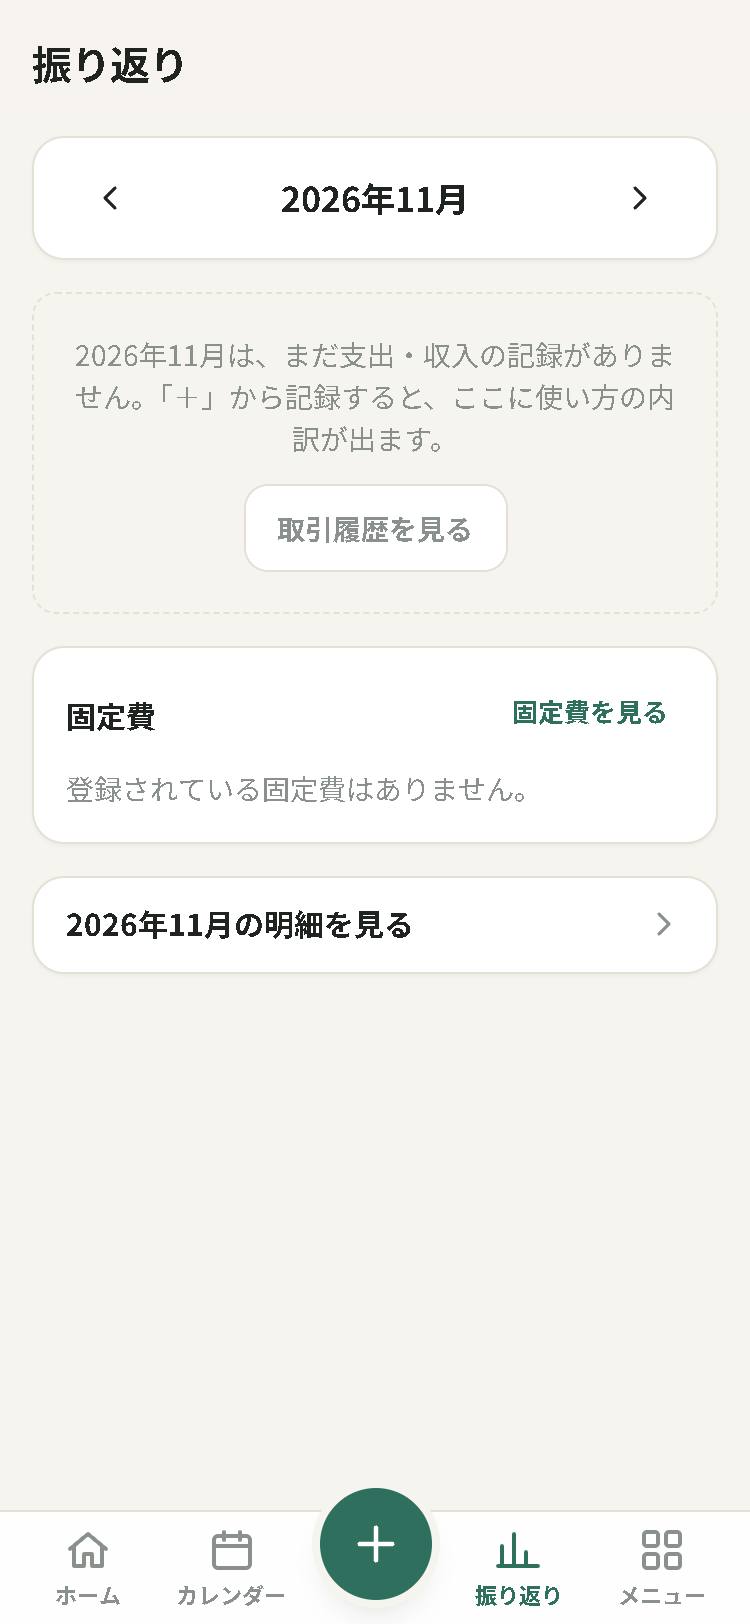 振り返り
2026年11月
2026年11月は、まだ支出・収入の記録がありま
せん。「＋」から記録すると、ここに使い方の内
訳が出ます。
取引履歴を見る
固定費
固定費を見る
登録されている固定費はありません。
2026年11月の明細を見る
ホーム
カレンダー
振り返り
メニュー